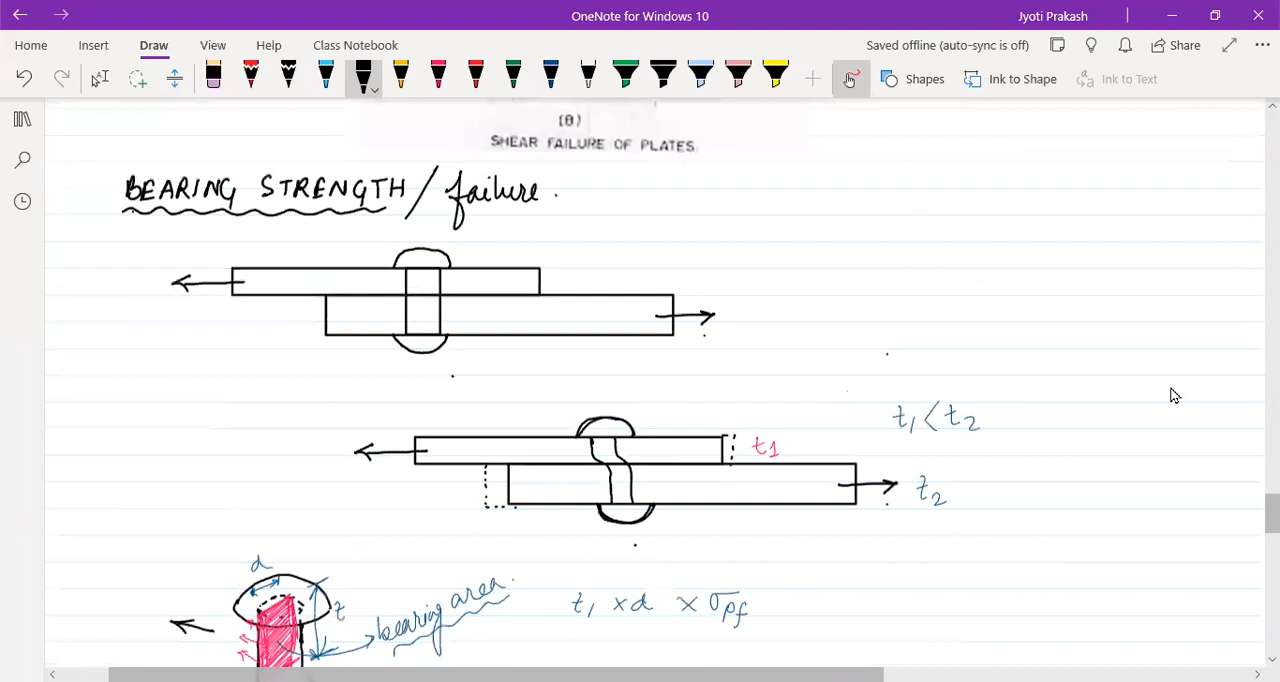 OneNote for Windows 10
Jyoti Prakash
Home Insert Draw View Help Class Notebook
Saved offline (auto-sync is off)
Share
Shapes
Ink to Shape
Ink to Text
(B)
SHEAR FAILURE OF PLATES
BEARING STRENGTH / failure.
t₁ < t₂
t1
t₂
d
t
bearing area.
t₁ × d × σpf